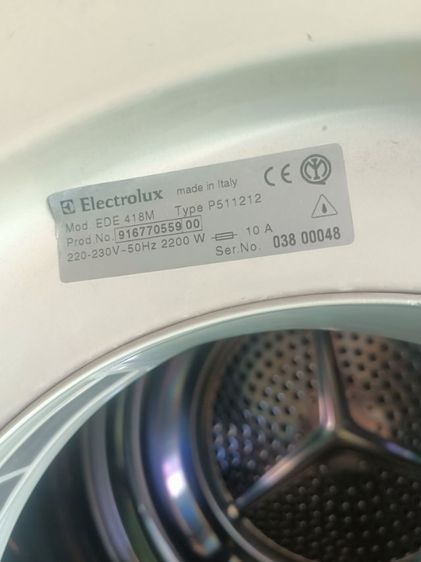 Electrolux made in Italy CE
Mod. EDE 418M Type P511212
Prod.No. 916770559 00
220-230V~50Hz 2200 W 10 A
Ser.No. 038 00048